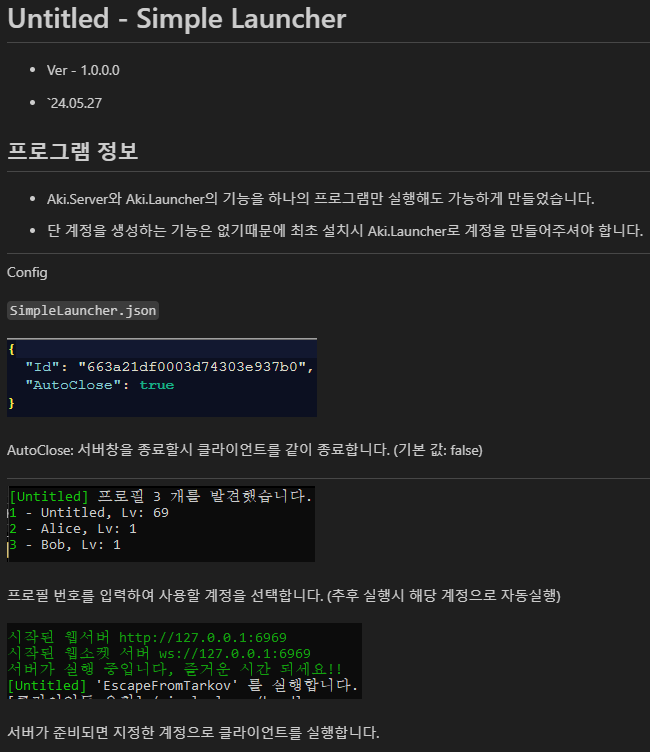 Untitled - Simple Launcher
Ver - 1.0.0.0
`24.05.27
프로그램 정보
Aki.Server와 Aki.Launcher의 기능을 하나의 프로그램만 실행해도 가능하게 만들었습니다.
단 계정을 생성하는 기능은 없기때문에 최초 설치시 Aki.Launcher로 계정을 만들어주셔야 합니다.
Config
SimpleLauncher.json
{
"Id": "663a21df0003d74303e937b0",
"AutoClose": true
}
AutoClose: 서버창을 종료할시 클라이언트를 같이 종료합니다. (기본 값: false)
[Untitled] 프로필 3 개를 발견했습니다.
1 - Untitled, Lv: 69
2 - Alice, Lv: 1
3 - Bob, Lv: 1
프로필 번호를 입력하여 사용할 계정을 선택합니다. (추후 실행시 해당 계정으로 자동실행)
시작된 웹서버 http://127.0.0.1:6969
시작된 웹소켓 서버 ws://127.0.0.1:6969
서버가 실행 중입니다, 즐거운 시간 되세요!!
[Untitled] 'EscapeFromTarkov' 를 실행합니다.
서버가 준비되면 지정한 계정으로 클라이언트를 실행합니다.